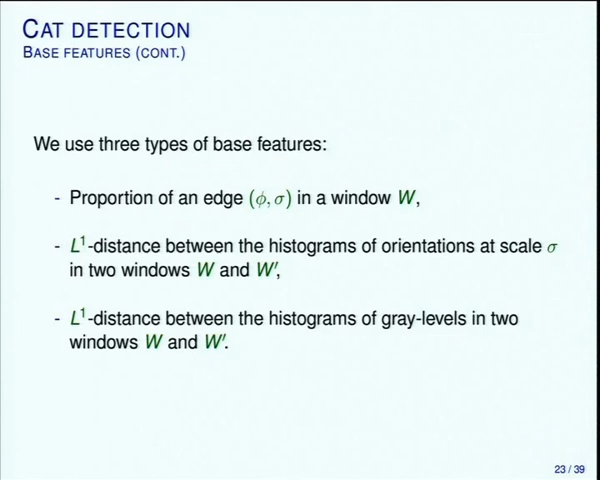 CAT DETECTION
BASE FEATURES (CONT.)
We use three types of base features:
- Proportion of an edge (ϕ, σ) in a window W,
- L¹-distance between the histograms of orientations at scale σ
in two windows W and W′,
- L¹-distance between the histograms of gray-levels in two
windows W and W′.
23 / 39